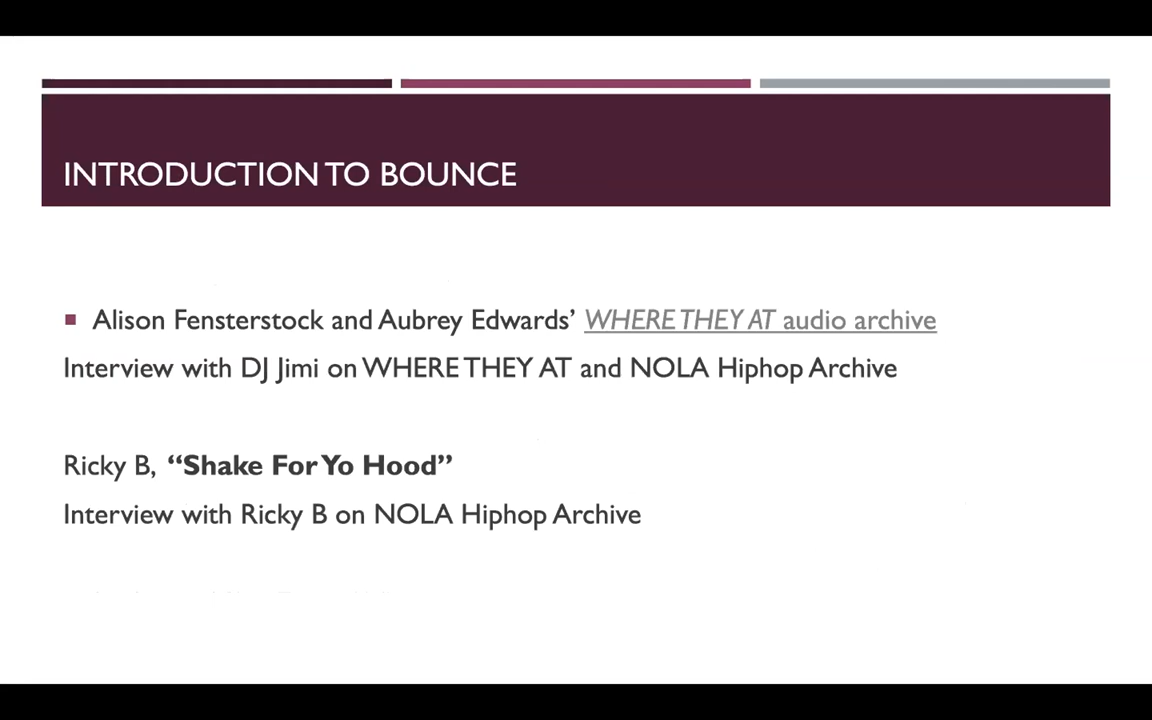 INTRODUCTION TO BOUNCE
Alison Fensterstock and Aubrey Edwards’ WHERE THEY AT audio archive
Interview with DJ Jimi on WHERE THEY AT and NOLA Hiphop Archive
Ricky B, “Shake For Yo Hood”
Interview with Ricky B on NOLA Hiphop Archive